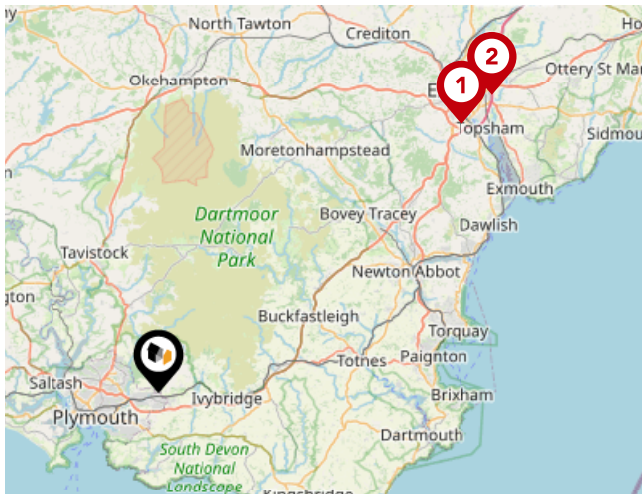 North Tawton
Crediton
Okehampton
2
1
Ottery St Mar
Topsham
Sidmou
Moretonhampstead
Exmouth
Dartmoor
National
Park
Bovey Tracey
Dawlish
Tavistock
Newton Abbot
Buckfastleigh
Torquay
Totnes
Paignton
Saltash
Ivybridge
Brixham
Plymouth
Dartmouth
South Devon
National
Landscape